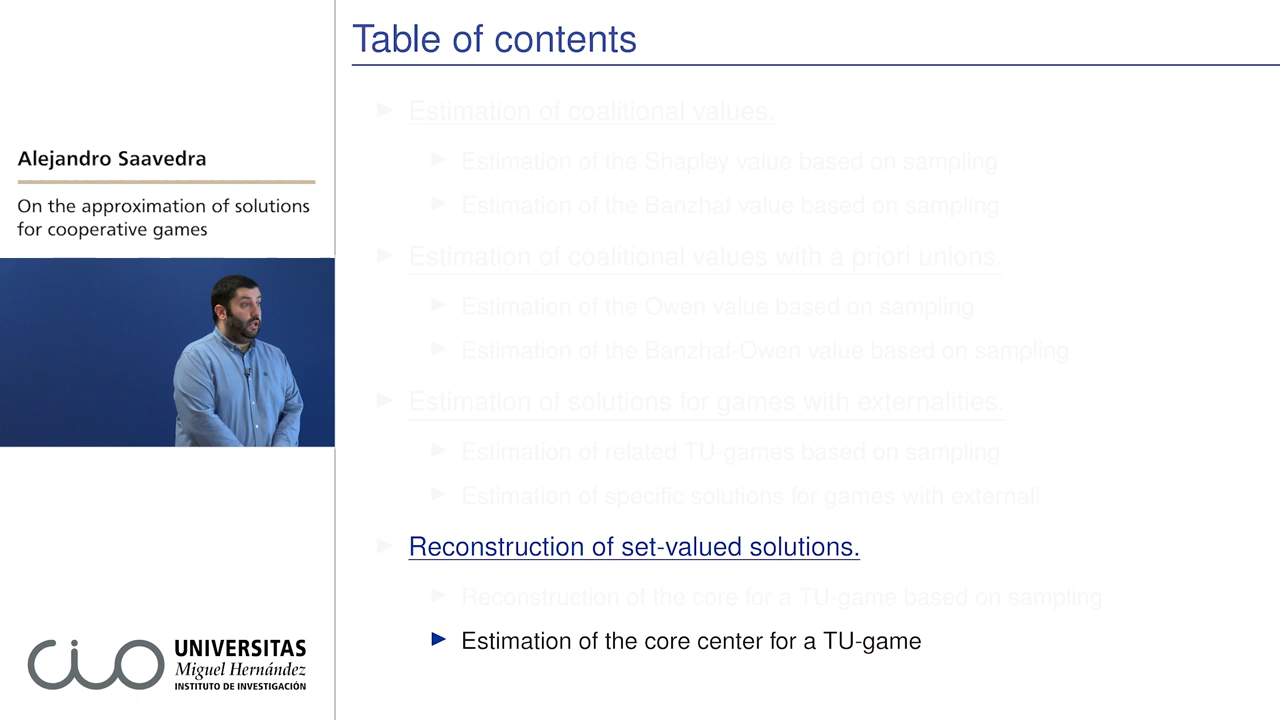 Table of contents
Estimation of coalitional values.
Estimation of the Shapley value based on sampling
Estimation of the Banzhaf value based on sampling
Estimation of coalitional values with a priori unions.
Estimation of the Owen value based on sampling
Estimation of the Banzhaf-Owen value based on sampling
Estimation of solutions for games with externalities.
Estimation of related TU-games based on sampling
Estimation of specific solutions for games with externali
Reconstruction of set-valued solutions.
Reconstruction of the core for a TU-game based on sampling
Estimation of the core center for a TU-game
Alejandro Saavedra
On the approximation of solutions
for cooperative games
cio
UNIVERSITAS
Miguel Hernández
INSTITUTO DE INVESTIGACIÓN